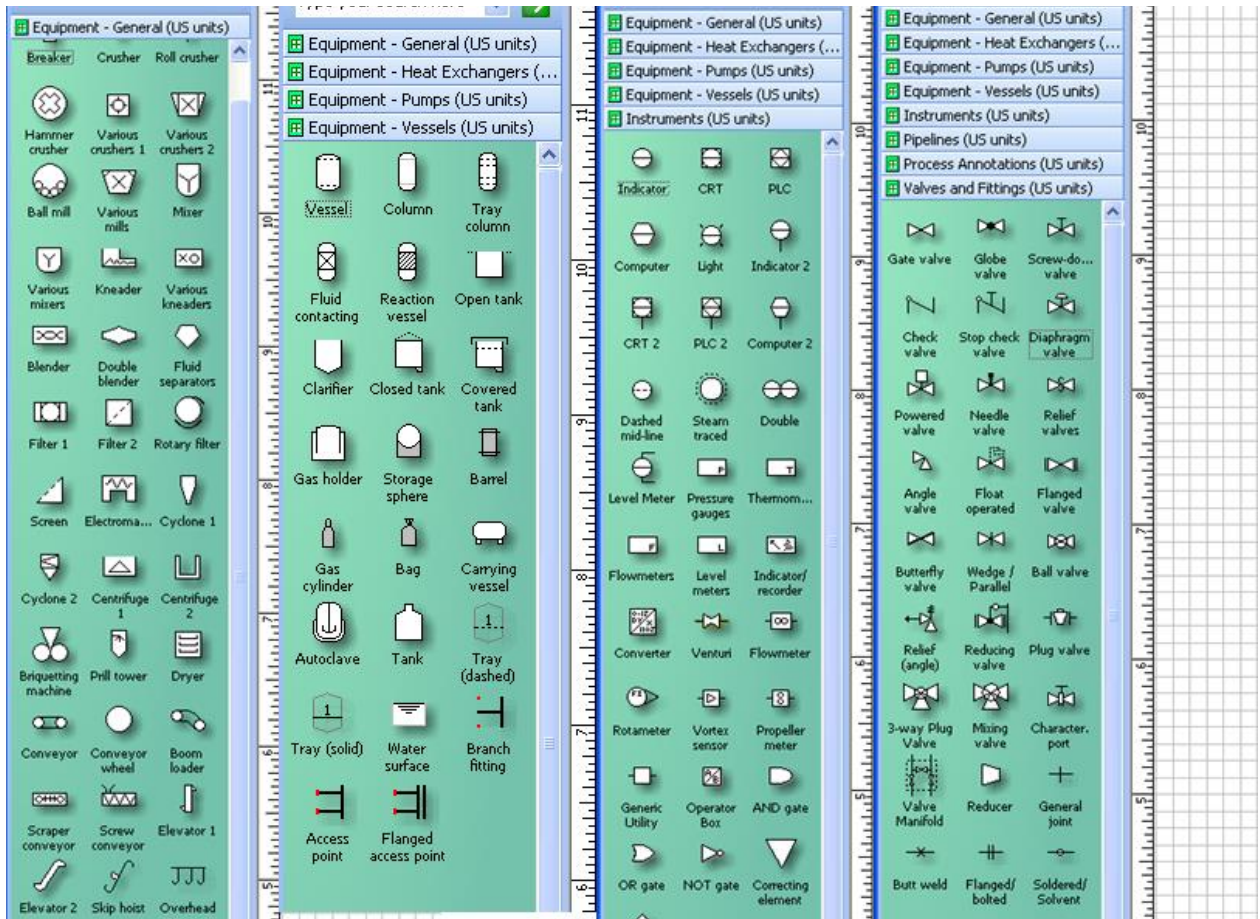 Equipment - General (US units)
Breaker Crusher Roll crusher
Hammer crusher
Various crushers 1
Various crushers 2
Ball mill
Various mills
Mixer
Various mixers
Kneader
Various kneaders
Blender
Double blender
Fluid separators
Filter 1 Filter 2 Rotary filter
Screen Electroma... Cyclone 1
Cyclone 2
Centrifuge 1
Centrifuge 2
Briquetting machine
Prill tower
Dryer
Conveyor
Conveyor wheel
Boom loader
Scraper conveyor
Screw conveyor
Elevator 1
Elevator 2 Skip hoist Overhead
Equipment - General (US units)
Equipment - Heat Exchangers (...
Equipment - Pumps (US units)
Equipment - Vessels (US units)
Vessel
Column
Tray column
Fluid contacting
Reaction vessel
Open tank
Clarifier
Closed tank
Covered tank
Gas holder
Storage sphere
Barrel
Gas cylinder
Bag
Carrying vessel
Autoclave
Tank
1
Tray (dashed)
1
Tray (solid)
Water surface
Branch fitting
Access point
Flanged access point
Equipment - General (US units)
Equipment - Heat Exchangers (...
Equipment - Pumps (US units)
Equipment - Vessels (US units)
Instruments (US units)
Indicator CRT PLC
Computer Light Indicator 2
CRT 2 PLC 2 Computer 2
Dashed mid-line
Steam traced
Double
Level Meter
P
Pressure gauges
T
Thermom...
F
Flowmeters
L
Level meters
Indicator/ recorder
Converter Venturi Flowmeter
Rotameter
Vortex sensor
Propeller meter
Generic Utility
Operator Box
AND gate
OR gate
NOT gate
Correcting element
Equipment - General (US units)
Equipment - Heat Exchangers (...
Equipment - Pumps (US units)
Equipment - Vessels (US units)
Instruments (US units)
Pipelines (US units)
Process Annotations (US units)
Valves and Fittings (US units)
Gate valve
Globe valve
Screw-do... valve
Check valve
Stop check valve
Diaphragm valve
Powered valve
Needle valve
Relief valves
Angle valve
Float operated
Flanged valve
Butterfly valve
Wedge / Parallel
Ball valve
Relief (angle)
Reducing valve
Plug valve
3-way Plug Valve
Mixing valve
Character. port
Valve Manifold
Reducer
General joint
Butt weld
Flanged/ bolted
Soldered/ Solvent